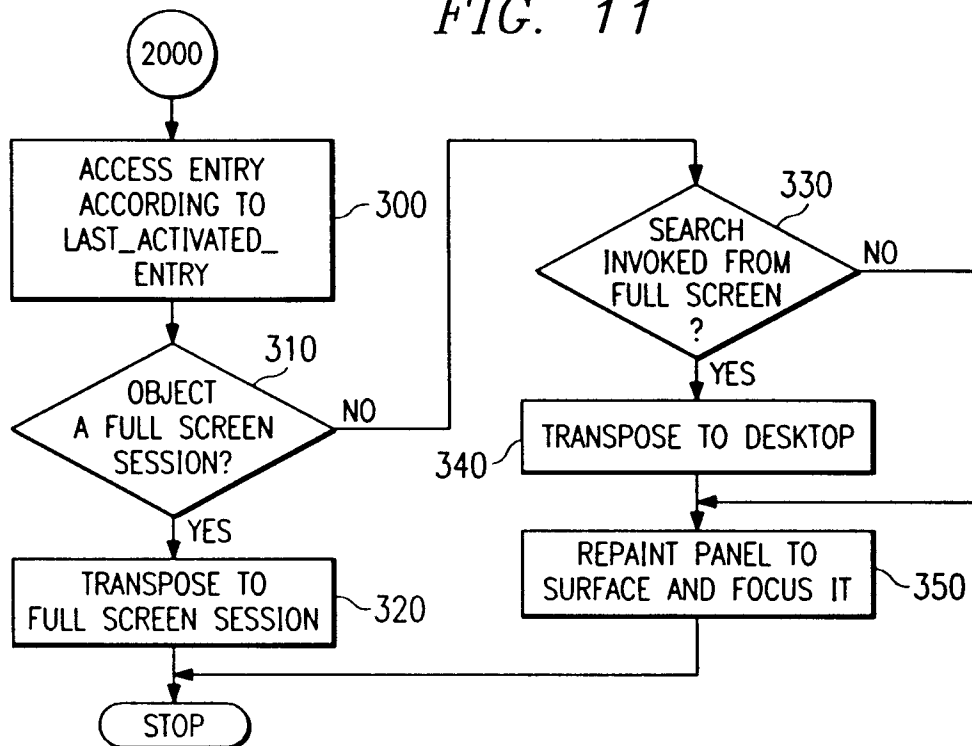 FIG. 11
2000
ACCESS ENTRY
ACCORDING TO
LAST_ACTIVATED_
ENTRY
300
OBJECT
A FULL SCREEN
SESSION?
310
NO
YES
TRANSPOSE TO
FULL SCREEN SESSION
320
SEARCH
INVOKED FROM
FULL SCREEN
?
330
NO
YES
TRANSPOSE TO DESKTOP
340
REPAINT PANEL TO
SURFACE AND FOCUS IT
350
STOP